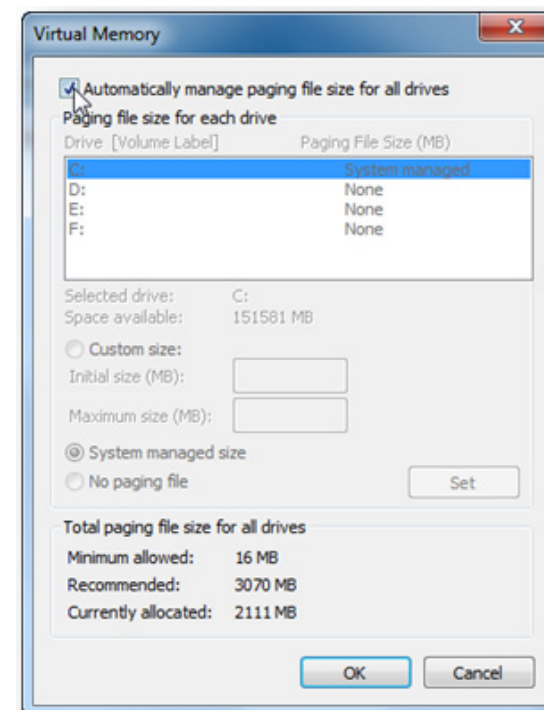 Virtual Memory
Automatically manage paging file size for all drives
Paging file size for each drive
Drive [Volume Label] Paging File Size (MB)
C: System managed
D: None
E: None
F: None
Selected drive: C:
Space available: 151581 MB
Custom size:
Initial size (MB):
Maximum size (MB):
System managed size
No paging file
Set
Total paging file size for all drives
Minimum allowed: 16 MB
Recommended: 3070 MB
Currently allocated: 2111 MB
OK Cancel